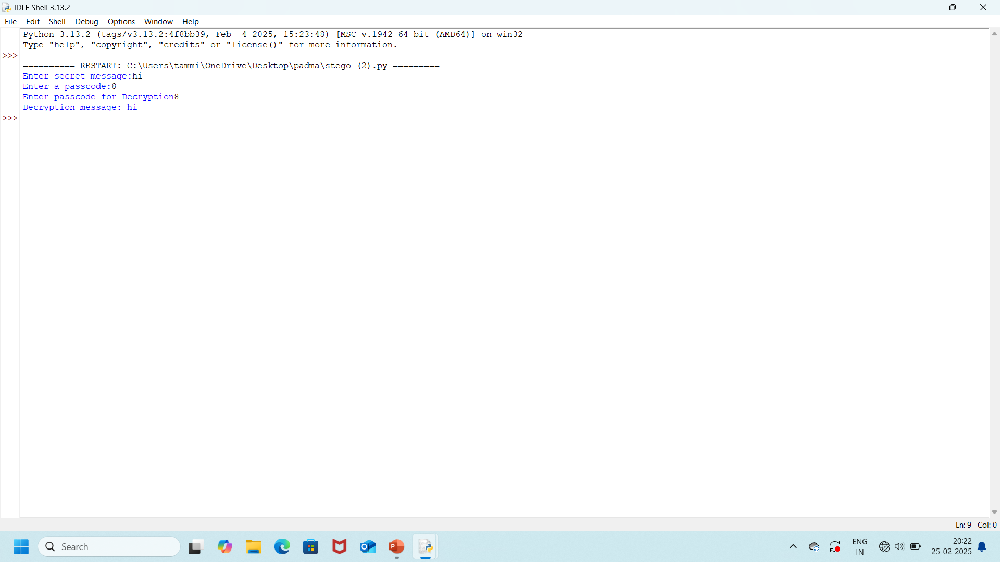 IDLE Shell 3.13.2
File Edit Shell Debug Options Window Help
Python 3.13.2 (tags/v3.13.2:4f8bb39, Feb  4 2025, 15:23:48) [MSC v.1942 64 bit (AMD64)] on win32
Type "help", "copyright", "credits" or "license()" for more information.
>>>
========== RESTART: C:\Users\tammi\OneDrive\Desktop\padma\stego (2).py =========
Enter secret message:hi
Enter a passcode:8
Enter passcode for Decryption8
Decryption message: hi
>>>
Ln: 9 Col: 0
Search
ENG
IN
20:22
25-02-2025